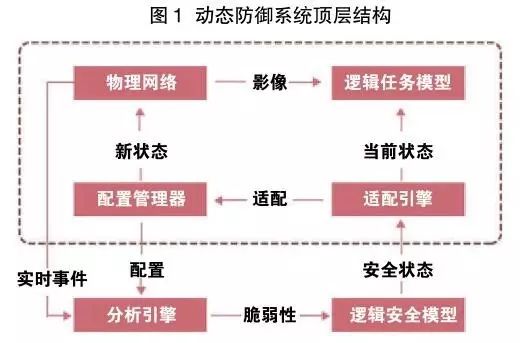 图1 动态防御系统顶层结构
物理网络 影像 逻辑任务模型
新状态 当前状态
配置管理器 适配 适配引擎
实时事件 配置 安全状态
分析引擎 脆弱性 逻辑安全模型